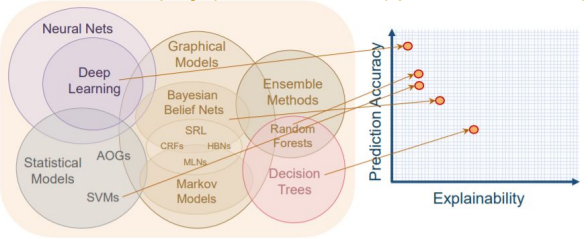 Neural Nets
Deep
Learning
Graphical
Models
Bayesian
Belief Nets
SRL
CRFs
HBNs
MLNs
Markov
Models
Ensemble
Methods
Random
Forests
Decision
Trees
Statistical
Models
AOGs
SVMs
Prediction Accuracy
Explainability